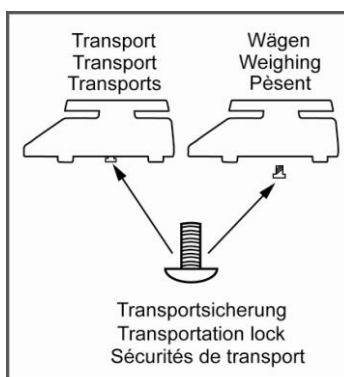 Transport
Transport
Transports
Wägen
Weighing
Pèsent
Transportsicherung
Transportation lock
Sécurités de transport